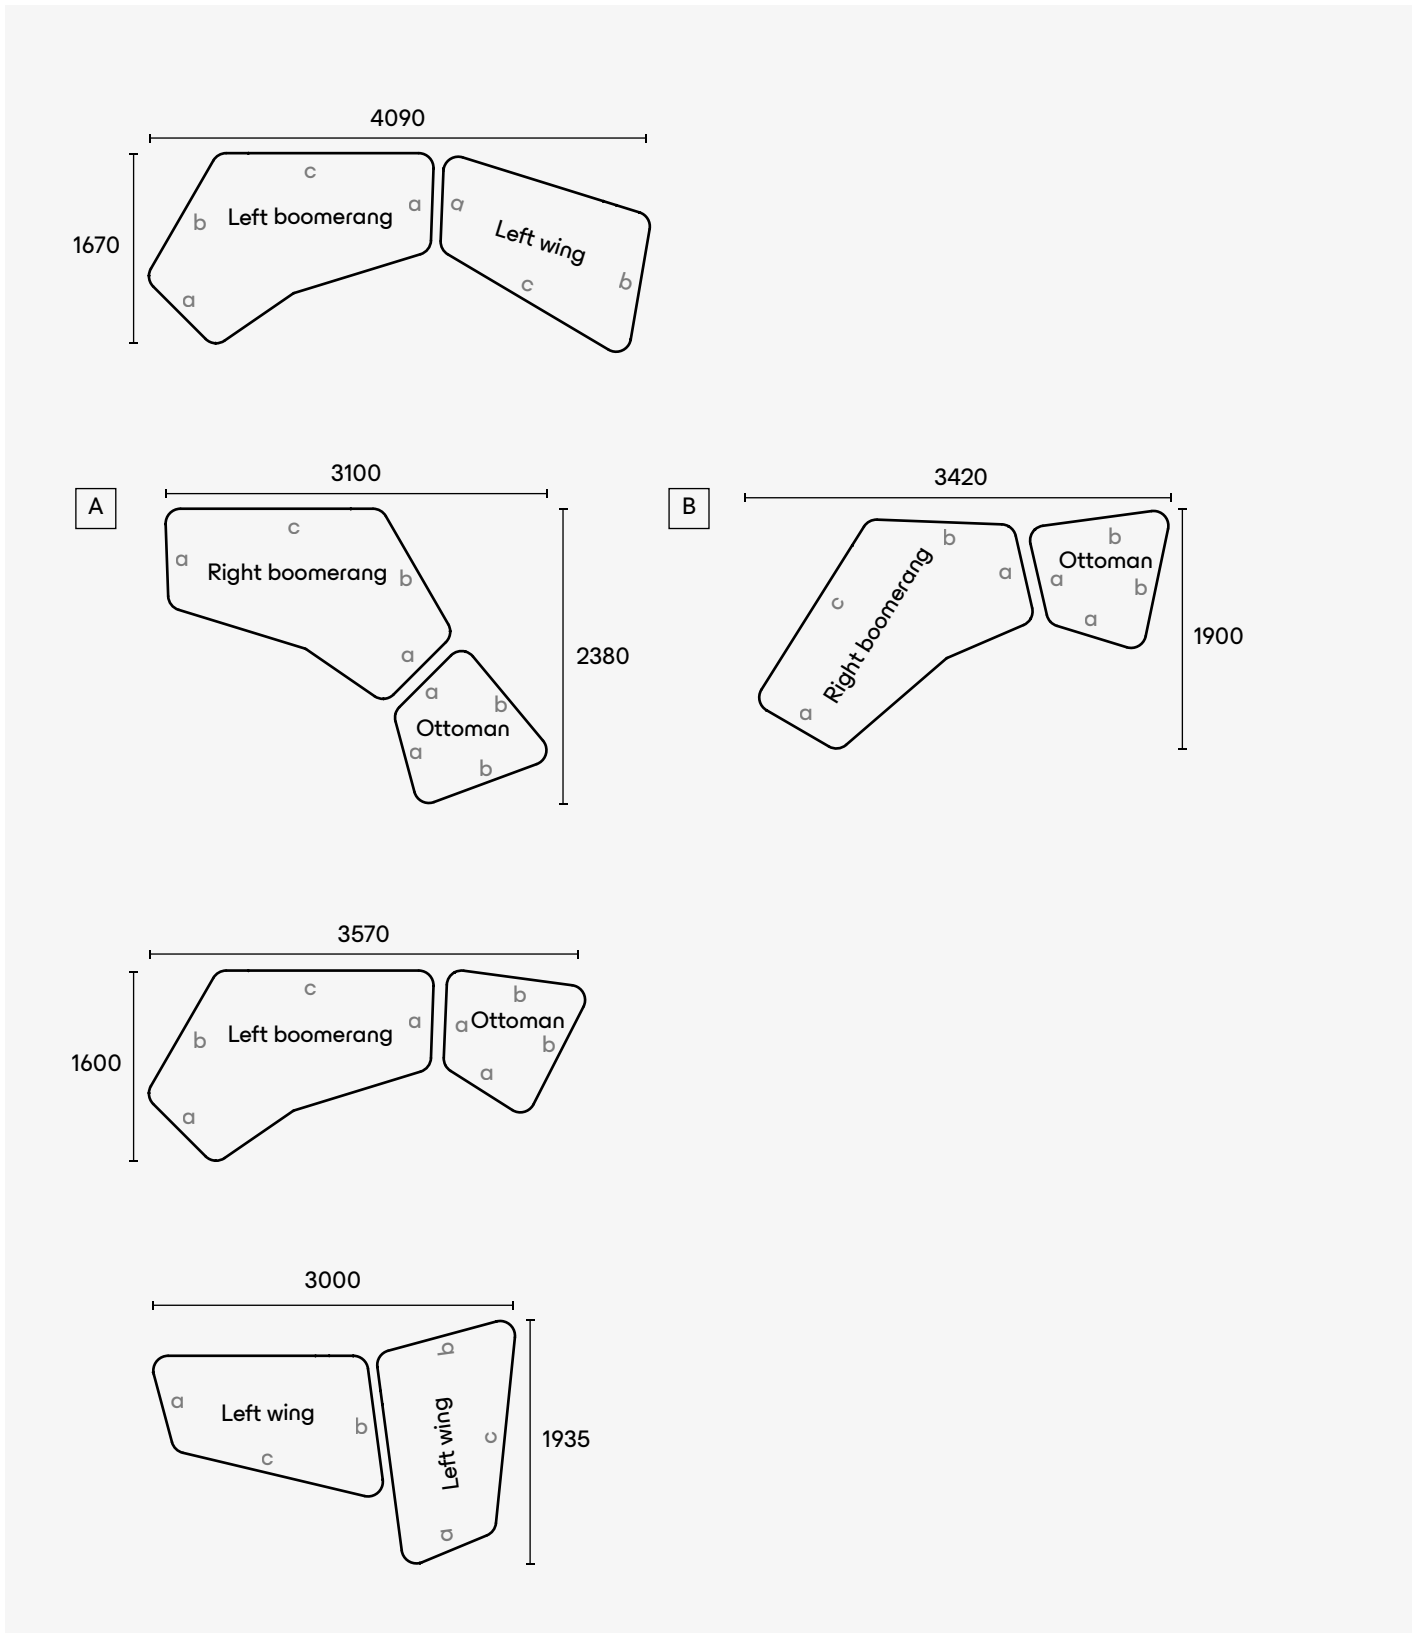 4090
c
Left boomerang
b
a
a
1670
a
Left wing
c
b
A
3100
c
a
Right boomerang
b
a
2380
a
b
Ottoman
a
b
B
3420
b
a
c
Right boomerang
a
b
Ottoman
a
b
a
1900
3570
c
Left boomerang
b
a
a
1600
b
a
Ottoman
b
a
3000
a
Left wing
b
c
b
Left wing
c
a
1935